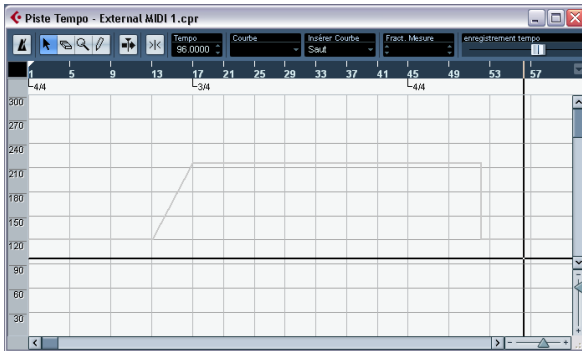 Piste Tempo - External MIDI 1.cpr
Tempo
96.0000
Courbe
Insérer Courbe
Saut
Fract. Mesure
enregistrement tempo
1 5 9 13 17 21 25 29 33 37 41 45 49 53 57
4/4 3/4 4/4
300
270
240
210
180
150
120
90
60
30